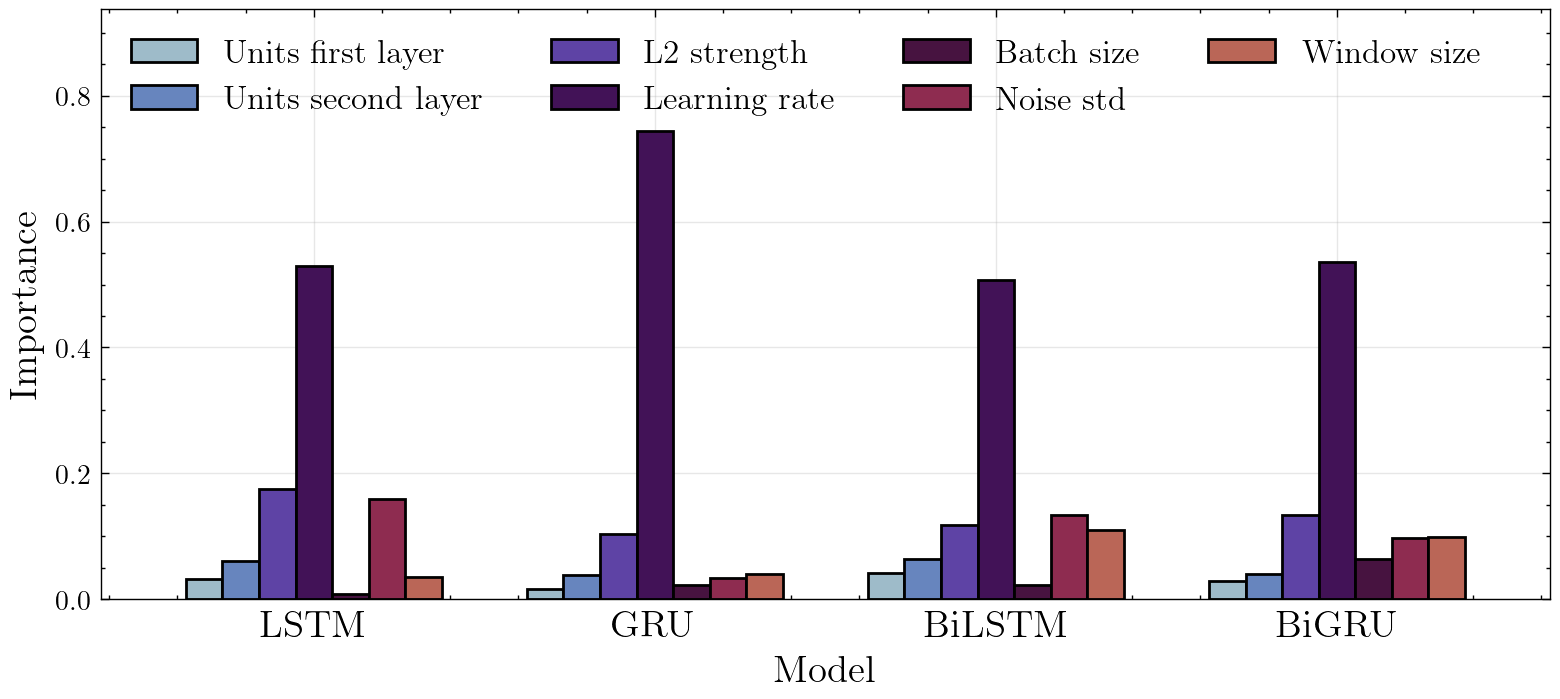 Units first layer
Units second layer
L2 strength
Learning rate
Batch size
Noise std
Window size
Importance
0.8
0.6
0.4
0.2
0.0
LSTM GRU BiLSTM BiGRU
Model